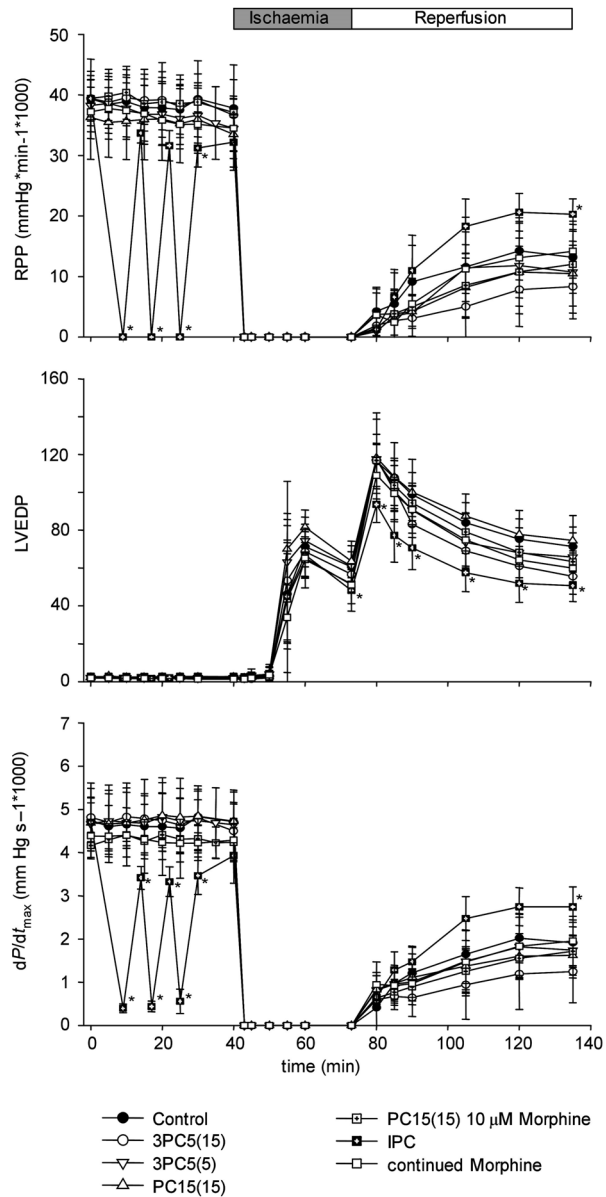 Ischaemia Reperfusion
RPP (mmHg*min-1*1000)
50
40
30
20
10
0
* * * * *
LVEDP
160
120
80
40
0
* * * * * * *
dP/dtmax (mm Hg s–1*1000)
7
6
5
4
3
2
1
0
* * * * * * *
0 20 40 60 80 100 120 140
time (min)
Control
3PC5(15)
3PC5(5)
PC15(15)
PC15(15) 10 μM Morphine
IPC
continued Morphine